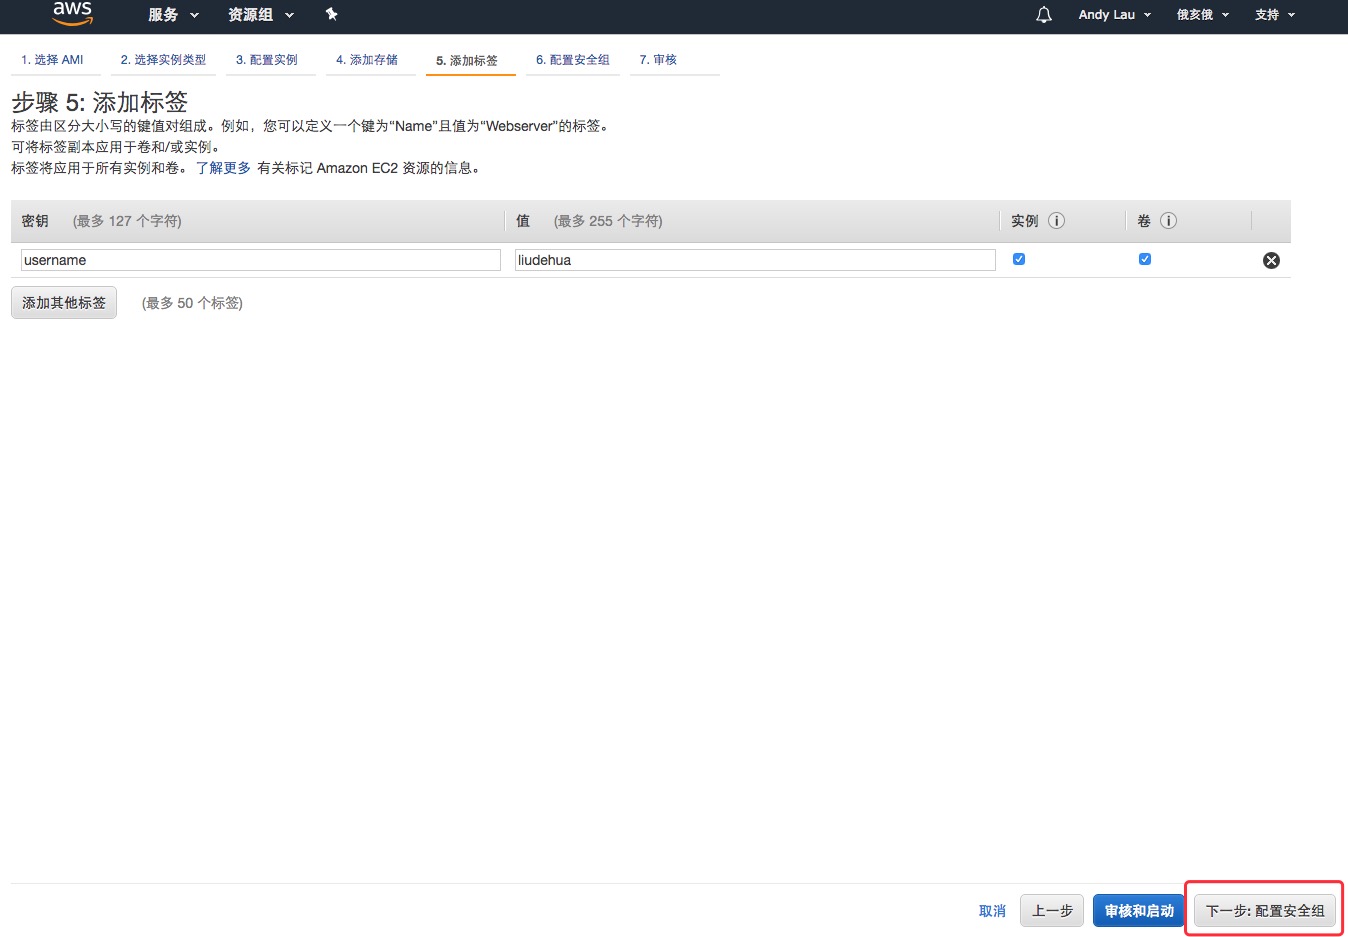 aws 服务 资源组 Andy Lau 俄亥俄 支持
1. 选择 AMI 2. 选择实例类型 3. 配置实例 4. 添加存储 5. 添加标签 6. 配置安全组 7. 审核
步骤 5: 添加标签
标签由区分大小写的键值对组成。例如，您可以定义一个键为“Name”且值为“Webserver”的标签。
可将标签副本应用于卷和/或实例。
标签将应用于所有实例和卷。 了解更多 有关标记 Amazon EC2 资源的信息。
密钥 (最多 127 个字符) 值 (最多 255 个字符) 实例 卷
username liudehua
添加其他标签 (最多 50 个标签)
取消 上一步 审核和启动 下一步: 配置安全组